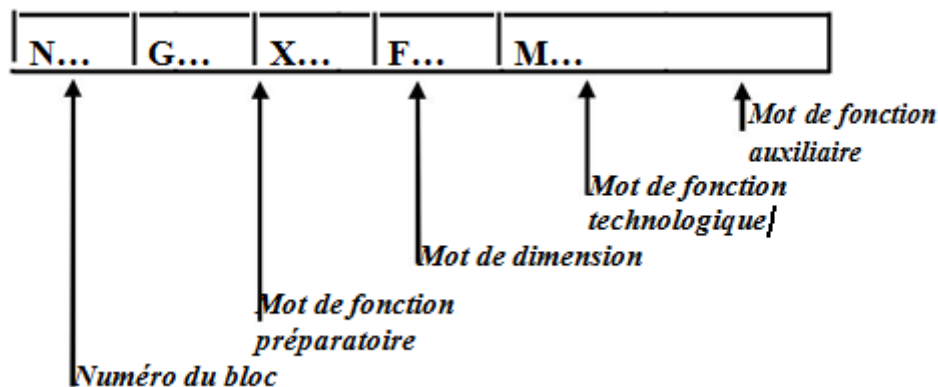 N... G... X... F... M...
Mot de fonction
auxiliaire
Mot de fonction
technologique/
Mot de dimension
Mot de fonction
préparatoire
Numéro du bloc